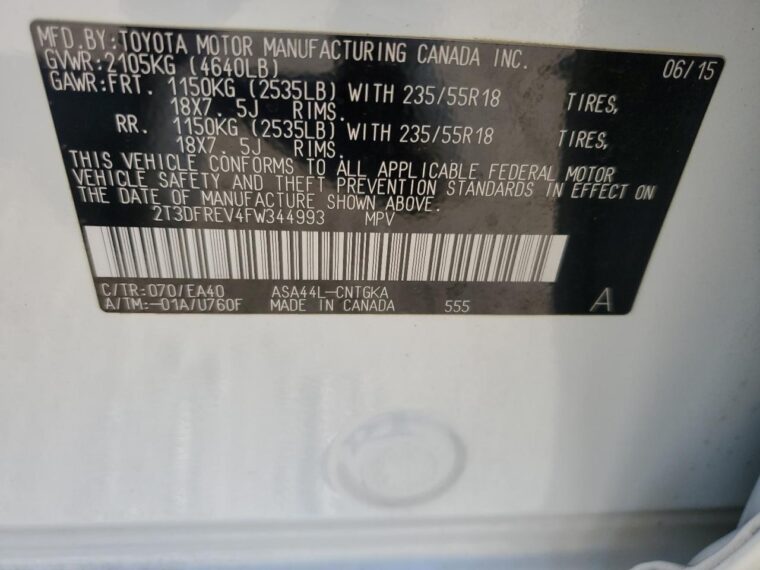 MFD.BY:TOYOTA MOTOR MANUFACTURING CANADA INC. 06/15
GVWR:2105KG (4640LB)
GAWR:FRT. 1150KG (2535LB) WITH 235/55R18 TIRES,
18X7. 5J RIMS.
RR. 1150KG (2535LB) WITH 235/55R18 TIRES,
18X7. 5J RIMS.
THIS VEHICLE CONFORMS TO ALL APPLICABLE FEDERAL MOTOR
VEHICLE SAFETY AND THEFT PREVENTION STANDARDS IN EFFECT ON
THE DATE OF MANUFACTURE SHOWN ABOVE.
2T3DFREV4FW344993 MPV
C/TR:070/EA40 ASA44L-CNTGKA
A/TM:-01A/U760F MADE IN CANADA 555 A